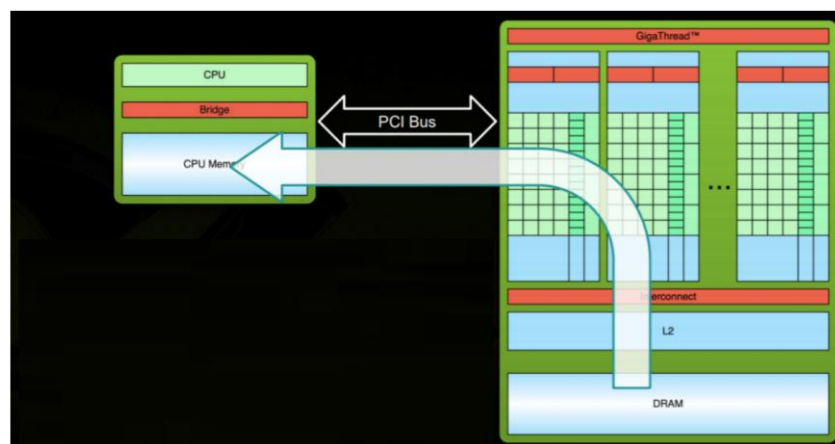 CPU
Bridge
CPU Memory
PCI Bus
GigaThread™
...
Interconnect
L2
DRAM